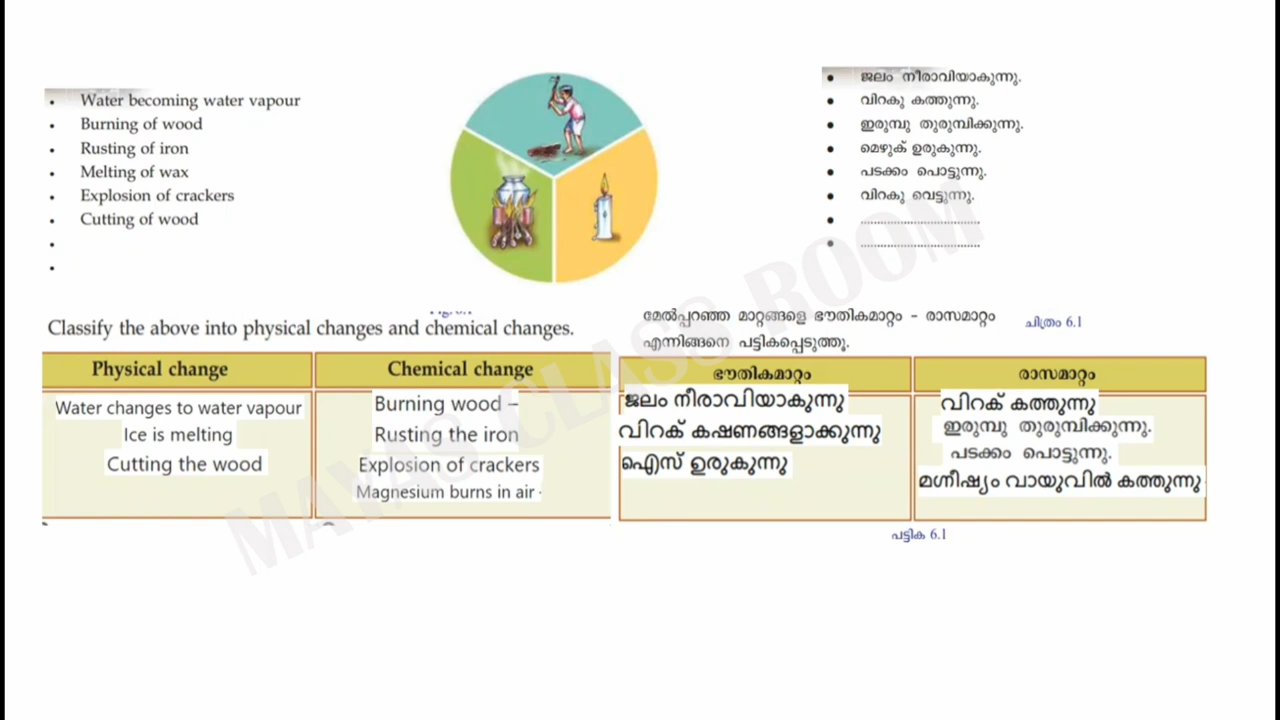 Water becoming water vapour
Burning of wood
Rusting of iron
Melting of wax
Explosion of crackers
Cutting of wood
ജലം നീരാവിയാകുന്നു.
വിറകു കത്തുന്നു.
ഇരുമ്പു തുരുമ്പിക്കുന്നു.
മെഴുക് ഉരുകുന്നു.
പടക്കം പൊട്ടുന്നു.
വിറകു വെട്ടുന്നു.
Classify the above into physical changes and chemical changes.
Physical change Chemical change
Water changes to water vapour Burning wood –
Ice is melting Rusting the iron
Cutting the wood Explosion of crackers
Magnesium burns in air
മേൽപ്പറഞ്ഞ മാറ്റങ്ങളെ ഭൗതികമാറ്റം - രാസമാറ്റം
എന്നിങ്ങനെ പട്ടികപ്പെടുത്തൂ.
ചിത്രം 6.1
ഭൗതികമാറ്റം രാസമാറ്റം
ജലം നീരാവിയാകുന്നു വിറക് കത്തുന്നു
വിറക് കഷണങ്ങളാക്കുന്നു ഇരുമ്പു തുരുമ്പിക്കുന്നു.
ഐസ് ഉരുകുന്നു പടക്കം പൊട്ടുന്നു.
മഗ്നീഷ്യം വായുവിൽ കത്തുന്നു
പട്ടിക 6.1
MAYAS CLASS ROOM